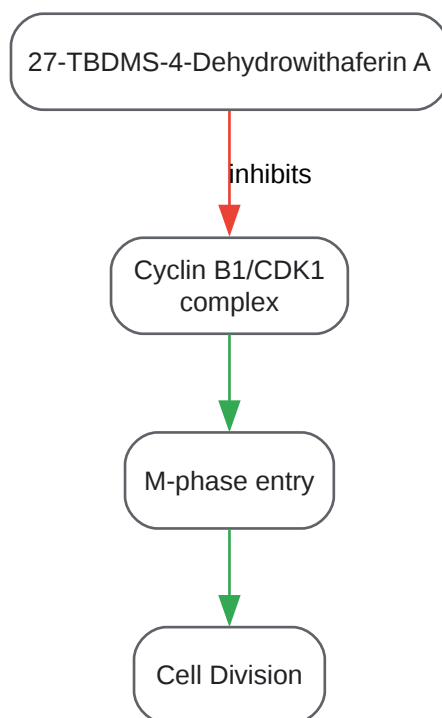 27-TBDMS-4-Dehydrowithaferin A
inhibits
Cyclin B1/CDK1
complex
M-phase entry
Cell Division